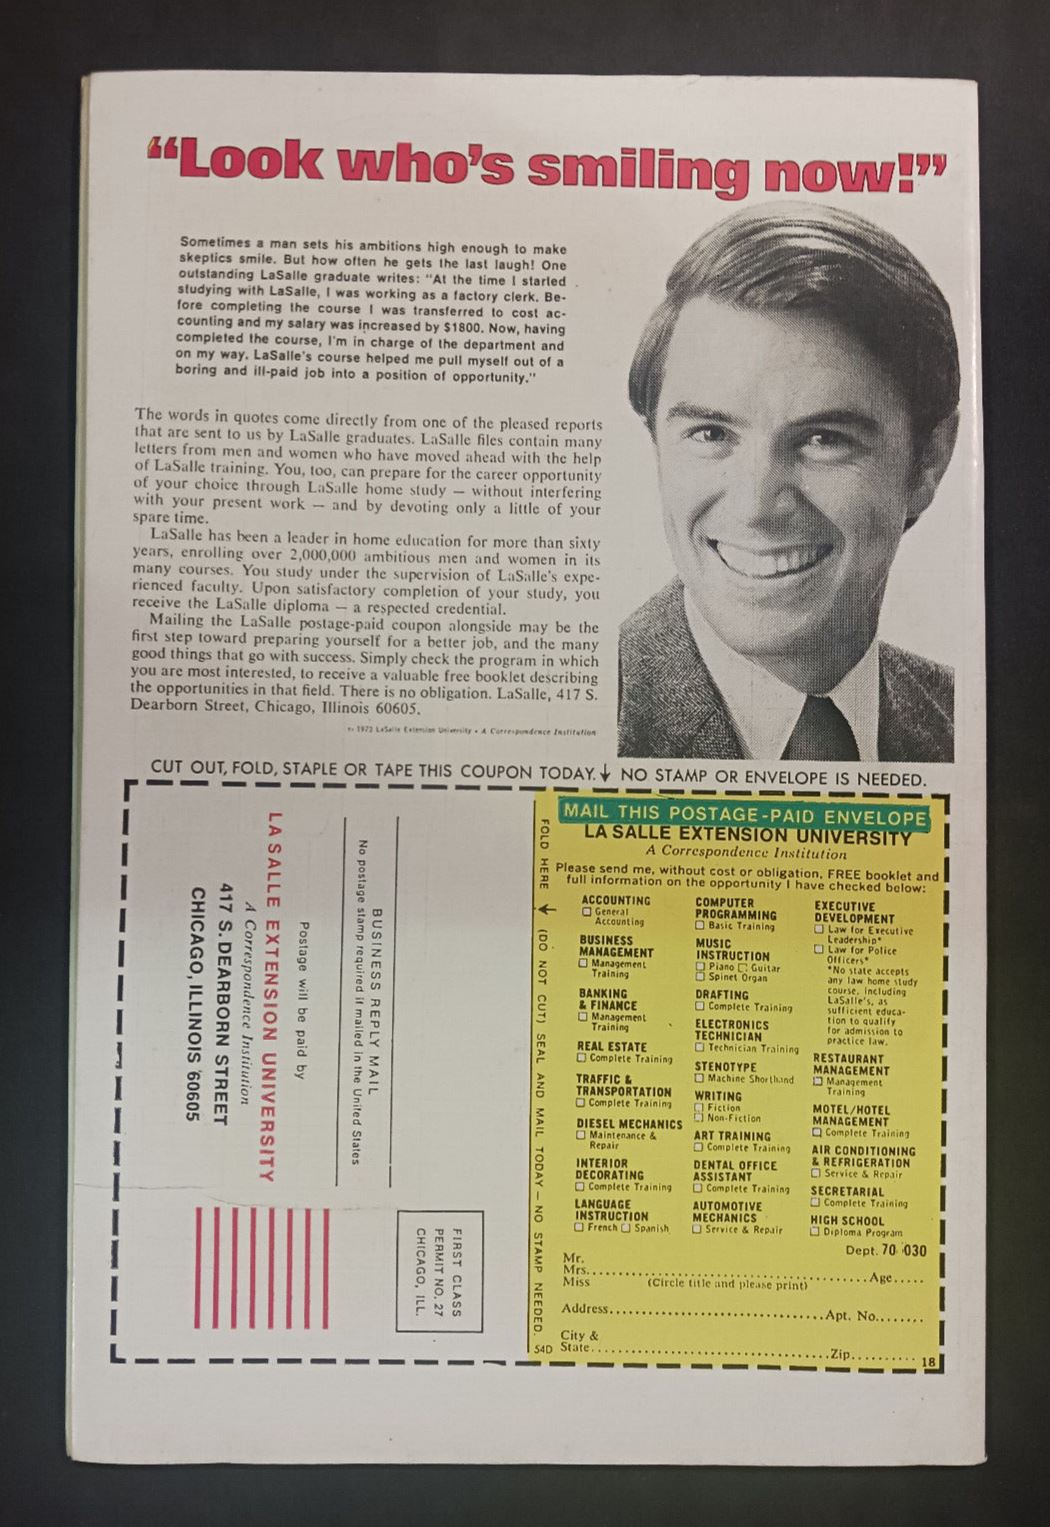 “Look who's smiling now!”
Sometimes a man sets his ambitions high enough to make
skeptics smile. But how often he gets the last laugh! One
outstanding LaSalle graduate writes: “At the time I started
studying with LaSalle, I was working as a factory clerk. Be-
fore completing the course I was transferred to cost ac-
counting and my salary was increased by $1800. Now, having
completed the course, I'm in charge of the department and
on my way. LaSalle's course helped me pull myself out of a
boring and ill-paid job into a position of opportunity.”
The words in quotes come directly from one of the pleased reports
that are sent to us by LaSalle graduates. LaSalle files contain many
letters from men and women who have moved ahead with the help
of LaSalle training. You, too, can prepare for the career opportunity
of your choice through LaSalle home study — without interfering
with your present work — and by devoting only a little of your
spare time.
LaSalle has been a leader in home education for more than sixty
years, enrolling over 2,000,000 ambitious men and women in its
many courses. You study under the supervision of LaSalle's expe-
rienced faculty. Upon satisfactory completion of your study, you
receive the LaSalle diploma — a respected credential.
Mailing the LaSalle postage-paid coupon alongside may be the
first step toward preparing yourself for a better job, and the many
good things that go with success. Simply check the program in which
you are most interested, to receive a valuable free booklet describing
the opportunities in that field. There is no obligation. LaSalle, 417 S.
Dearborn Street, Chicago, Illinois 60605.
LaSalle Extension University • A Correspondence Institution
CUT OUT, FOLD, STAPLE OR TAPE THIS COUPON TODAY. ↓ NO STAMP OR ENVELOPE IS NEEDED.
FIRST CLASS
PERMIT NO. 27
CHICAGO, ILL.
BUSINESS REPLY MAIL
No postage stamp required if mailed in the United States
Postage will be paid by
LA SALLE EXTENSION UNIVERSITY
A Correspondence Institution
417 S. DEARBORN STREET
CHICAGO, ILLINOIS 60605
FOLD HERE ↓ (DO NOT CUT) SEAL AND MAIL TODAY — NO STAMP NEEDED.
S4D
MAIL THIS POSTAGE-PAID ENVELOPE
LA SALLE EXTENSION UNIVERSITY
A Correspondence Institution
Please send me, without cost or obligation, FREE booklet and
full information on the opportunity I have checked below:
ACCOUNTING
☐ General
Accounting
BUSINESS
MANAGEMENT
☐ Management
Training
BANKING
& FINANCE
☐ Management
Training
REAL ESTATE
☐ Complete Training
TRAFFIC &
TRANSPORTATION
☐ Complete Training
DIESEL MECHANICS
☐ Maintenance &
Repair
INTERIOR
DECORATING
☐ Complete Training
LANGUAGE
INSTRUCTION
☐ French ☐ Spanish
COMPUTER
PROGRAMMING
☐ Basic Training
MUSIC
INSTRUCTION
☐ Piano ☐ Guitar
☐ Spinet Organ
DRAFTING
☐ Complete Training
ELECTRONICS
TECHNICIAN
☐ Technician Training
STENOTYPE
☐ Machine Shorthand
WRITING
☐ Fiction
☐ Non-Fiction
ART TRAINING
☐ Complete Training
DENTAL OFFICE
ASSISTANT
☐ Complete Training
AUTOMOTIVE
MECHANICS
☐ Service & Repair
EXECUTIVE
DEVELOPMENT
☐ Law for Executive
Leadership*
☐ Law for Police
Officers*
*No state accepts
any law home study
course, including
LaSalle's, as
sufficient educa-
tion to qualify
for admission to
practice law.
RESTAURANT
MANAGEMENT
☐ Management
Training
MOTEL/HOTEL
MANAGEMENT
☐ Complete Training
AIR CONDITIONING
& REFRIGERATION
☐ Service & Repair
SECRETARIAL
☐ Complete Training
HIGH SCHOOL
☐ Diploma Program
Dept. 70-030
Mr.
Mrs. Age
Miss (Circle title and please print)
Address Apt. No.
City &
State Zip
18